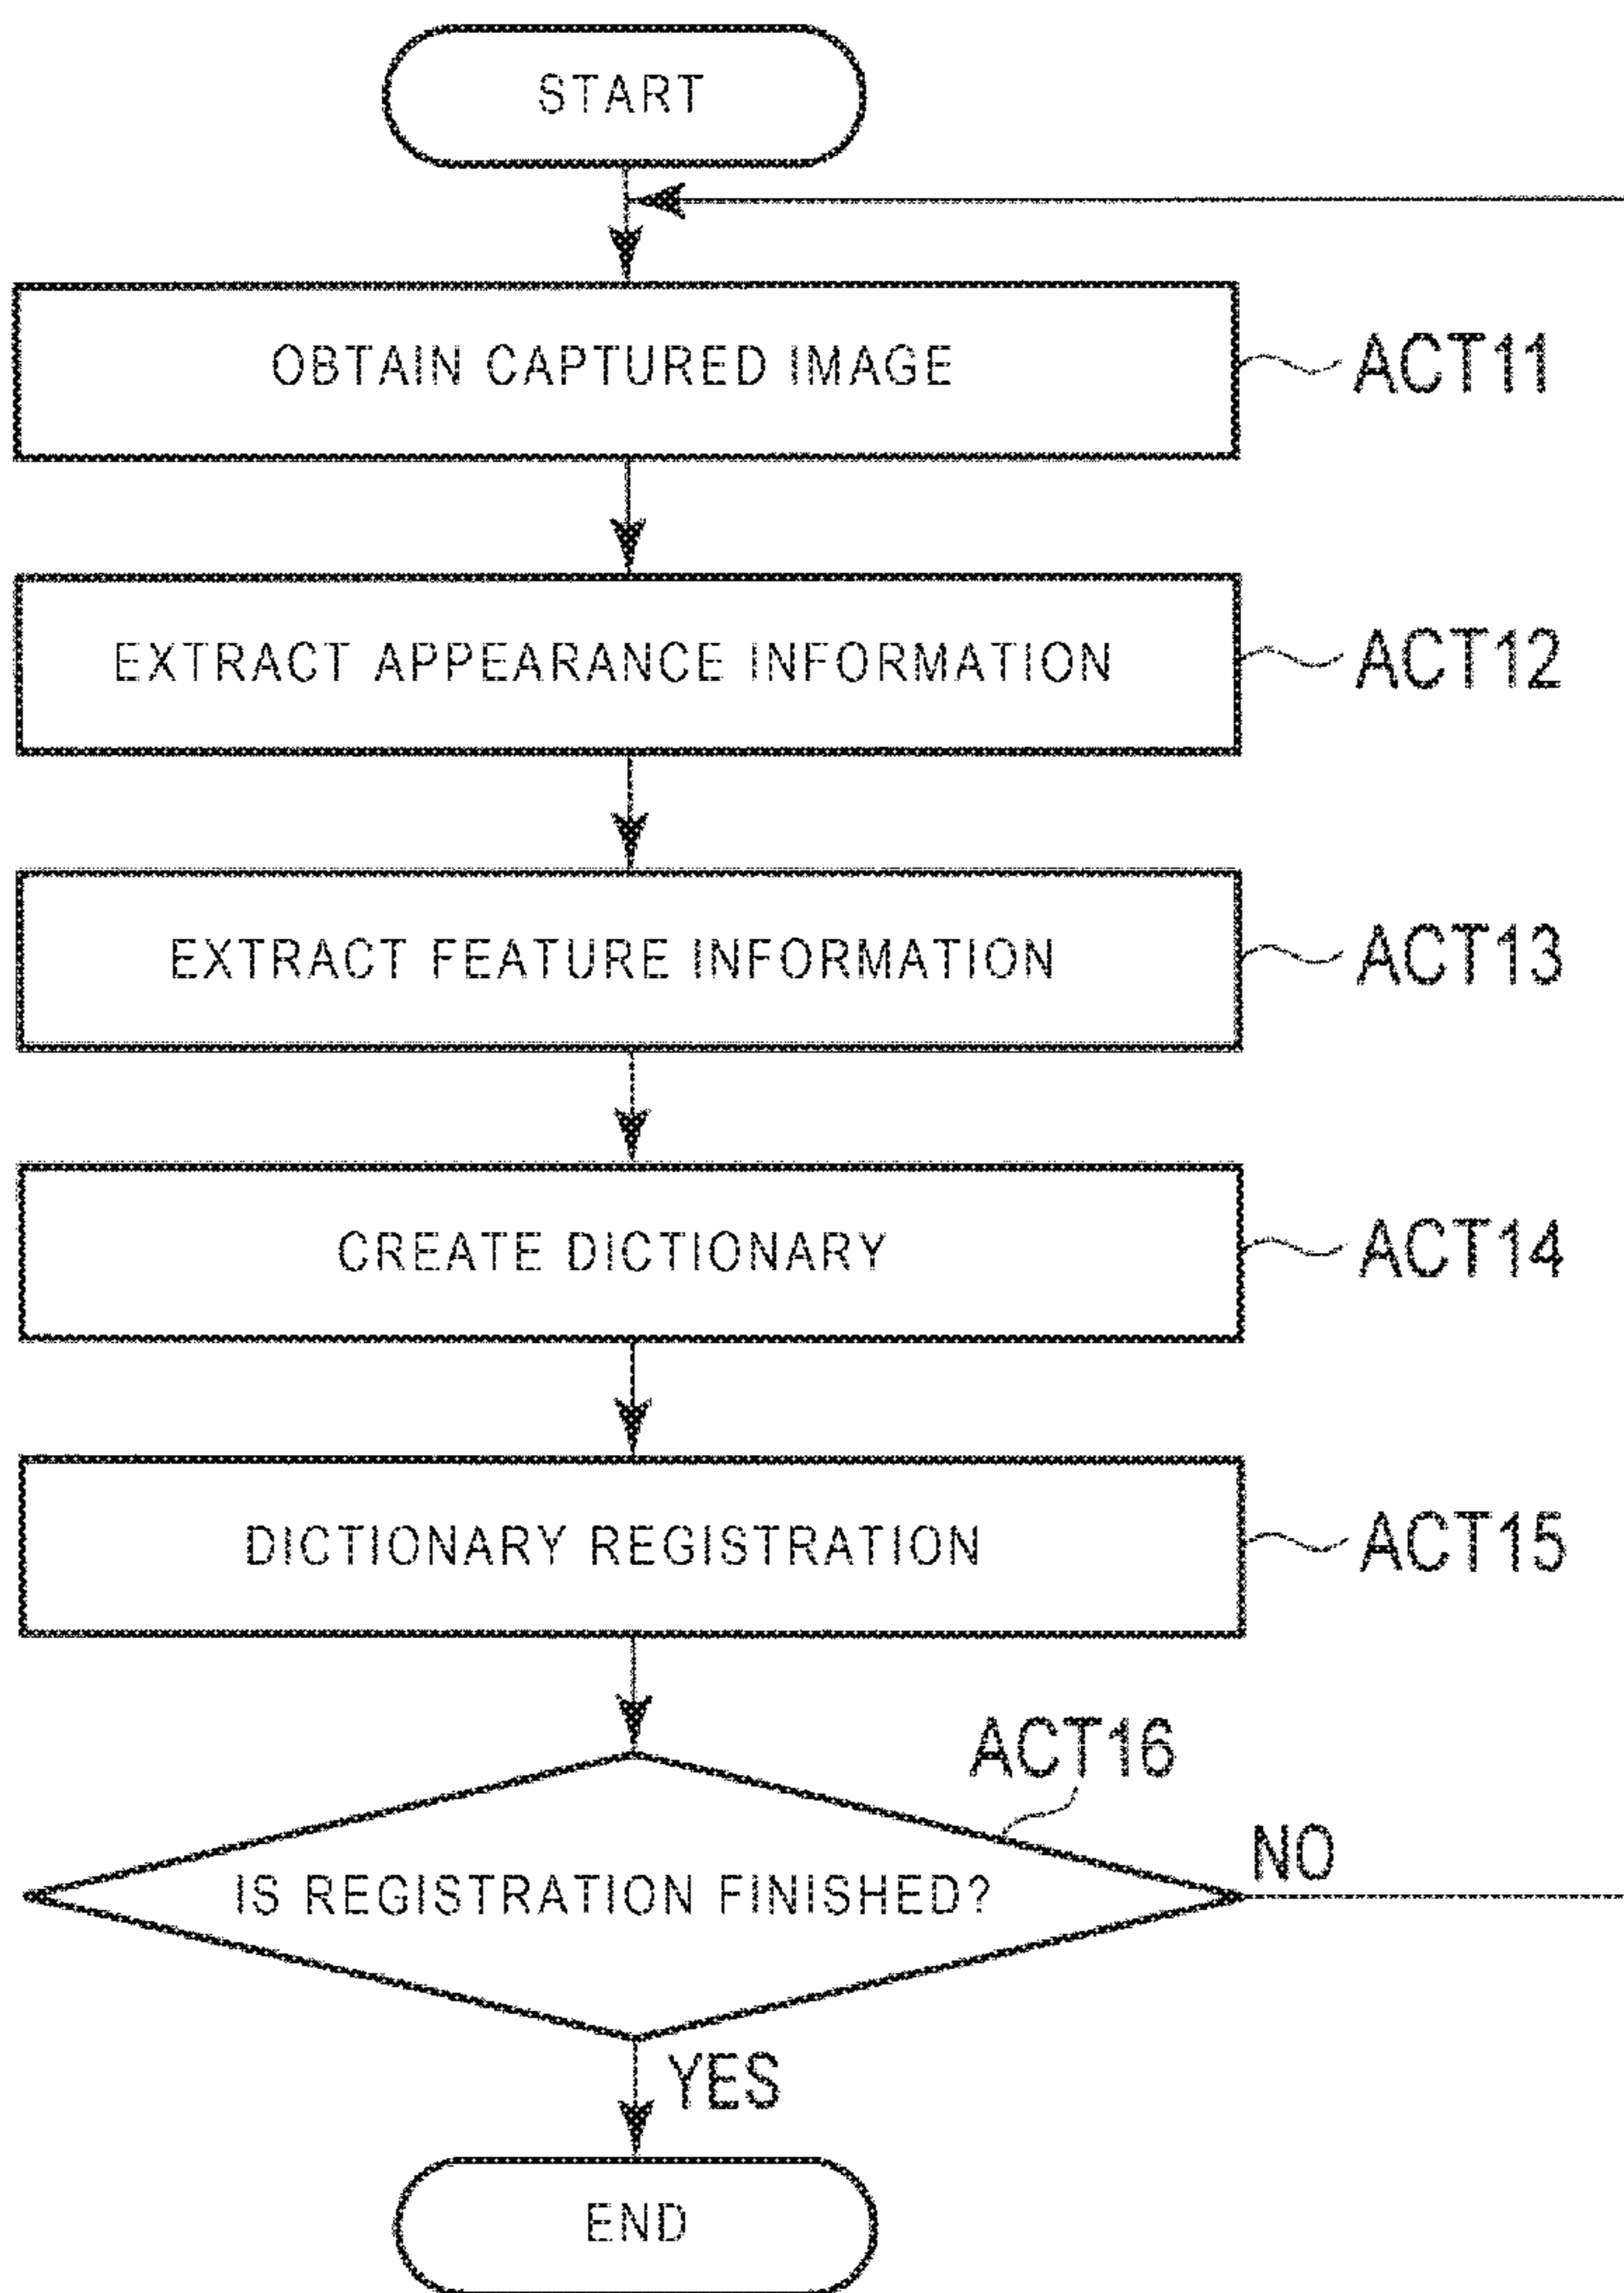 START
OBTAIN CAPTURED IMAGE
ACT11
EXTRACT APPEARANCE INFORMATION
ACT12
EXTRACT FEATURE INFORMATION
ACT13
CREATE DICTIONARY
ACT14
DICTIONARY REGISTRATION
ACT15
ACT16
IS REGISTRATION FINISHED?
NO
YES
END